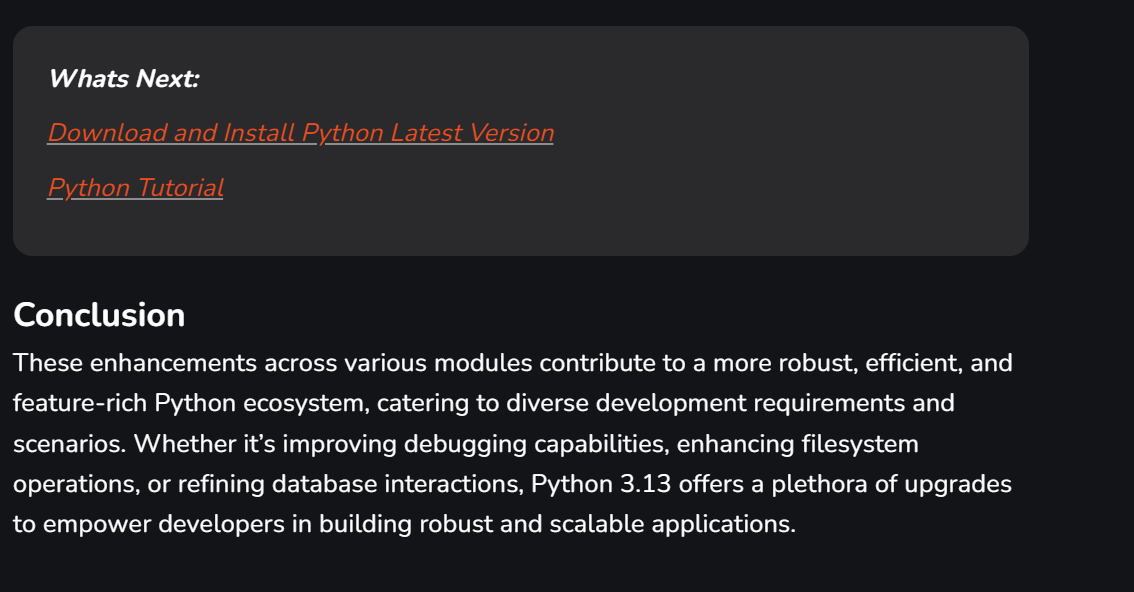 Whats Next:
Download and Install Python Latest Version
Python Tutorial
Conclusion
These enhancements across various modules contribute to a more robust, efficient, and
feature-rich Python ecosystem, catering to diverse development requirements and
scenarios. Whether it’s improving debugging capabilities, enhancing filesystem
operations, or refining database interactions, Python 3.13 offers a plethora of upgrades
to empower developers in building robust and scalable applications.